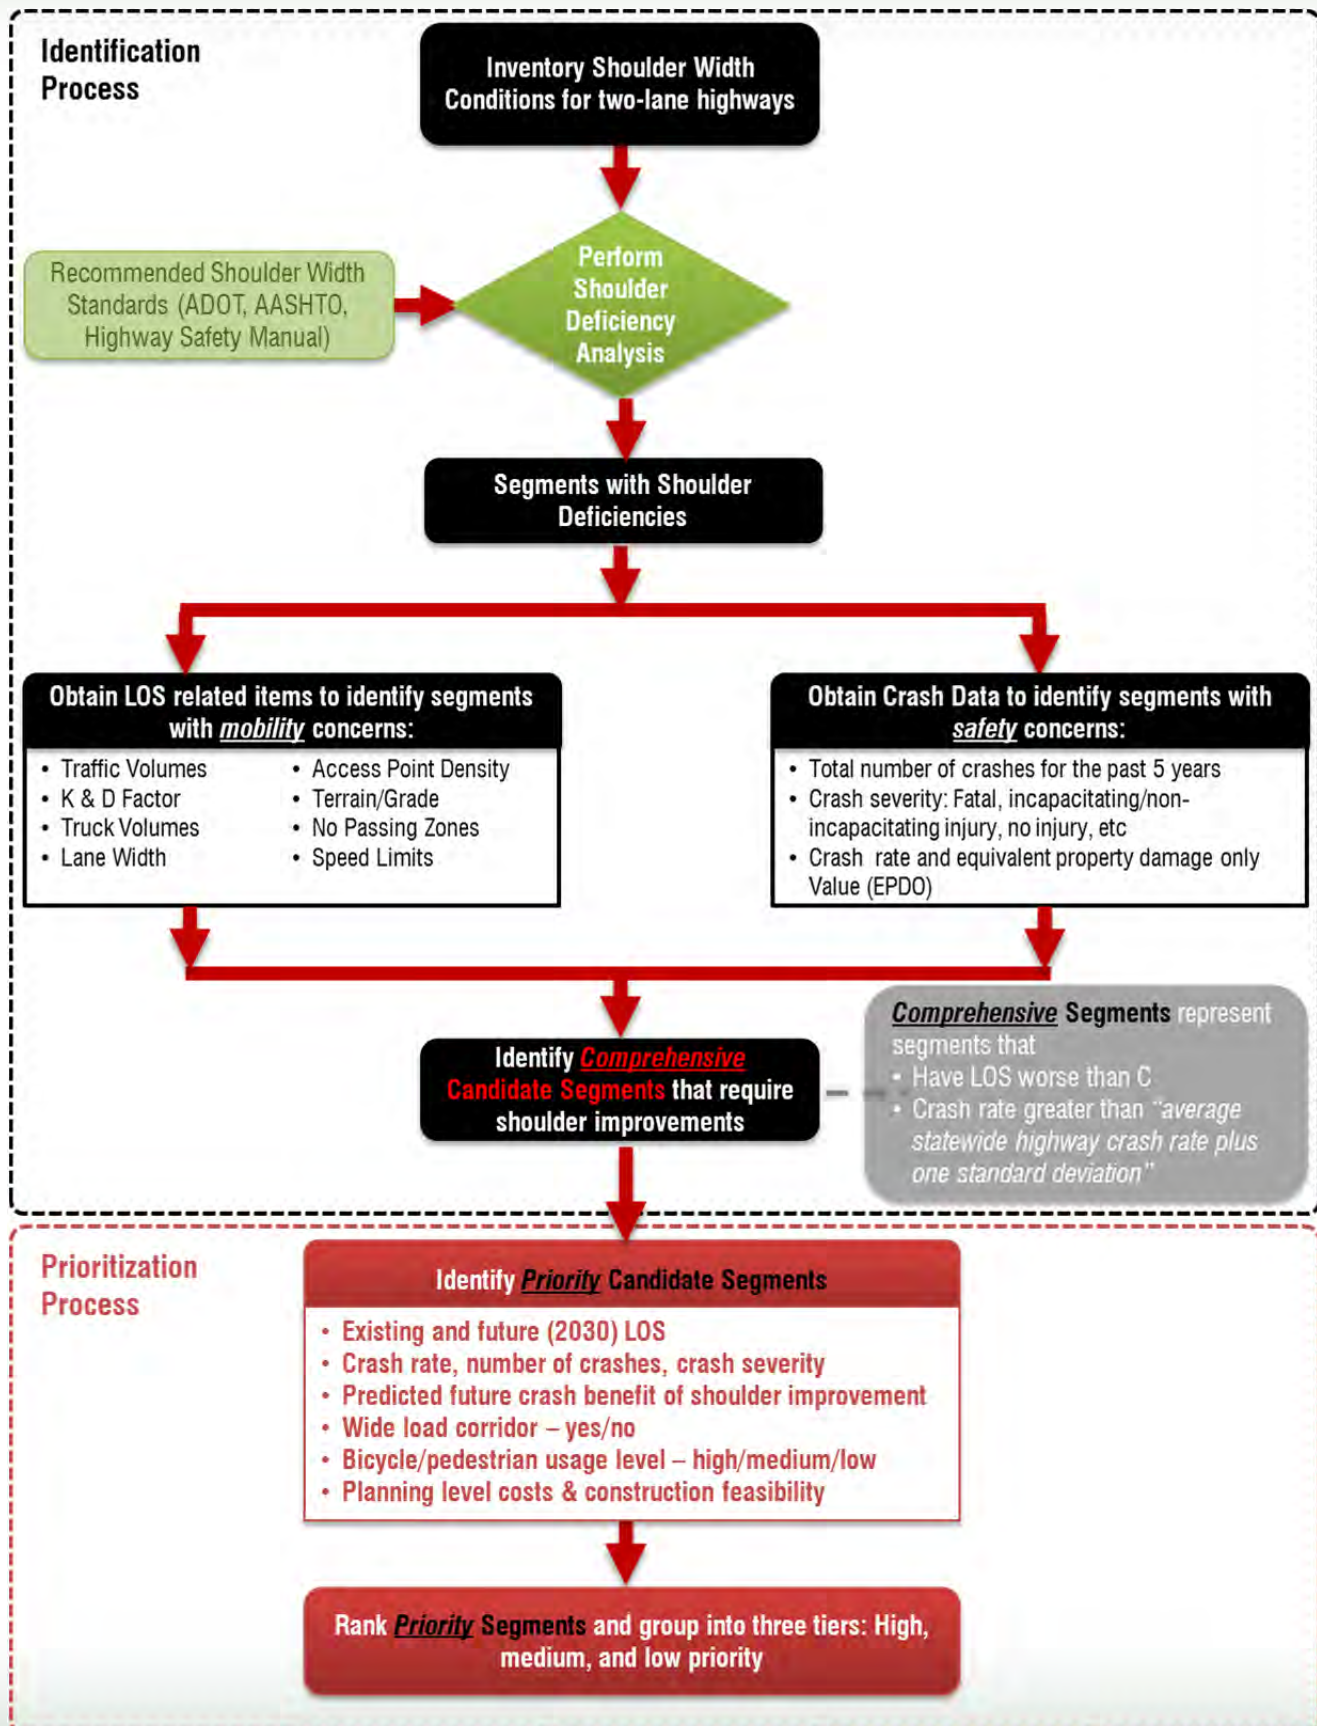 Identification
Process
Inventory Shoulder Width
Conditions for two-lane highways
Recommended Shoulder Width
Standards (ADOT, AASHTO,
Highway Safety Manual)
Perform
Shoulder
Deficiency
Analysis
Segments with Shoulder
Deficiencies
Obtain LOS related items to identify segments
with mobility concerns:
• Traffic Volumes
• K & D Factor
• Truck Volumes
• Lane Width
• Access Point Density
• Terrain/Grade
• No Passing Zones
• Speed Limits
Obtain Crash Data to identify segments with
safety concerns:
• Total number of crashes for the past 5 years
• Crash severity: Fatal, incapacitating/non-
incapacitating injury, no injury, etc
• Crash rate and equivalent property damage only
Value (EPDO)
Identify Comprehensive
Candidate Segments that require
shoulder improvements
Comprehensive Segments represent
segments that
• Have LOS worse than C
• Crash rate greater than “average
statewide highway crash rate plus
one standard deviation”
Prioritization
Process
Identify Priority Candidate Segments
• Existing and future (2030) LOS
• Crash rate, number of crashes, crash severity
• Predicted future crash benefit of shoulder improvement
• Wide load corridor – yes/no
• Bicycle/pedestrian usage level – high/medium/low
• Planning level costs & construction feasibility
Rank Priority Segments and group into three tiers: High,
medium, and low priority